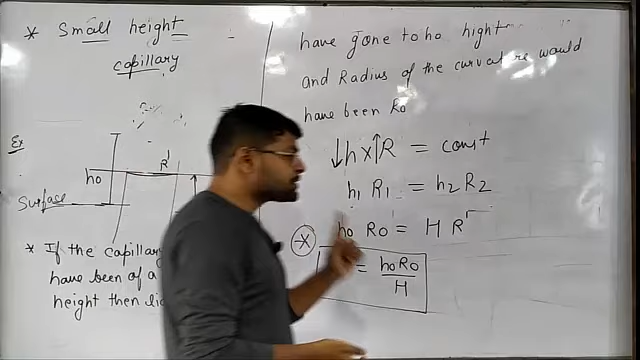 * Small height
capillary
Ex
R'
h0
Surface
* If the capillary
have been of a
height then
have gone to h0 hight
and Radius of the curvature would
have been R0
↓h×↑R = const
h1 R1 = h2 R2
* h0 R0 = H R'
= h0R0/H